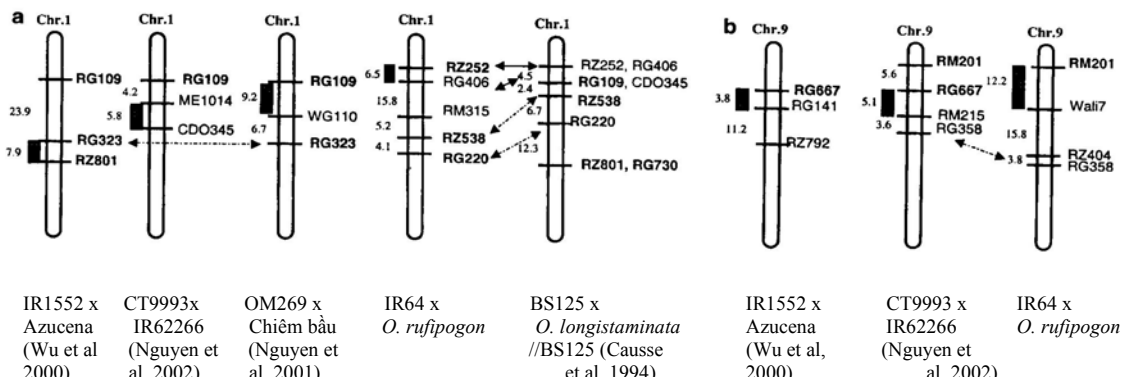 a
Chr.1
RG109
23.9
RG323
7.9
RZ801
Chr.1
RG109
4.2
ME1014
5.8
CDO345
Chr.1
RG109
9.2
WG110
6.7
RG323
Chr.1
RZ252
6.5
RG406
15.8
RM315
5.2
RZ538
4.1
RG220
Chr.1
RZ252, RG406
4.5
RG109, CDO345
2.4
RZ538
6.7
RG220
12.3
RZ801, RG730
b
Chr.9
RG667
3.8
RG141
11.2
RZ792
Chr.9
RM201
5.6
RG667
5.1
RM215
3.6
RG358
Chr.9
RM201
12.2
Wali7
15.8
RZ404
3.8
RG358
IR1552 x
Azucena
(Wu et al
2000)
CT9993x
IR62266
(Nguyen et
al. 2002)
OM269 x
Chiêm bầu
(Nguyen et
al. 2001)
IR64 x
O. rufipogon
BS125 x
O. longistaminata
//BS125 (Causse
et al. 1994)
IR1552 x
Azucena
(Wu et al,
2000)
CT9993 x
IR62266
(Nguyen et
al. 2002)
IR64 x
O. rufipogon